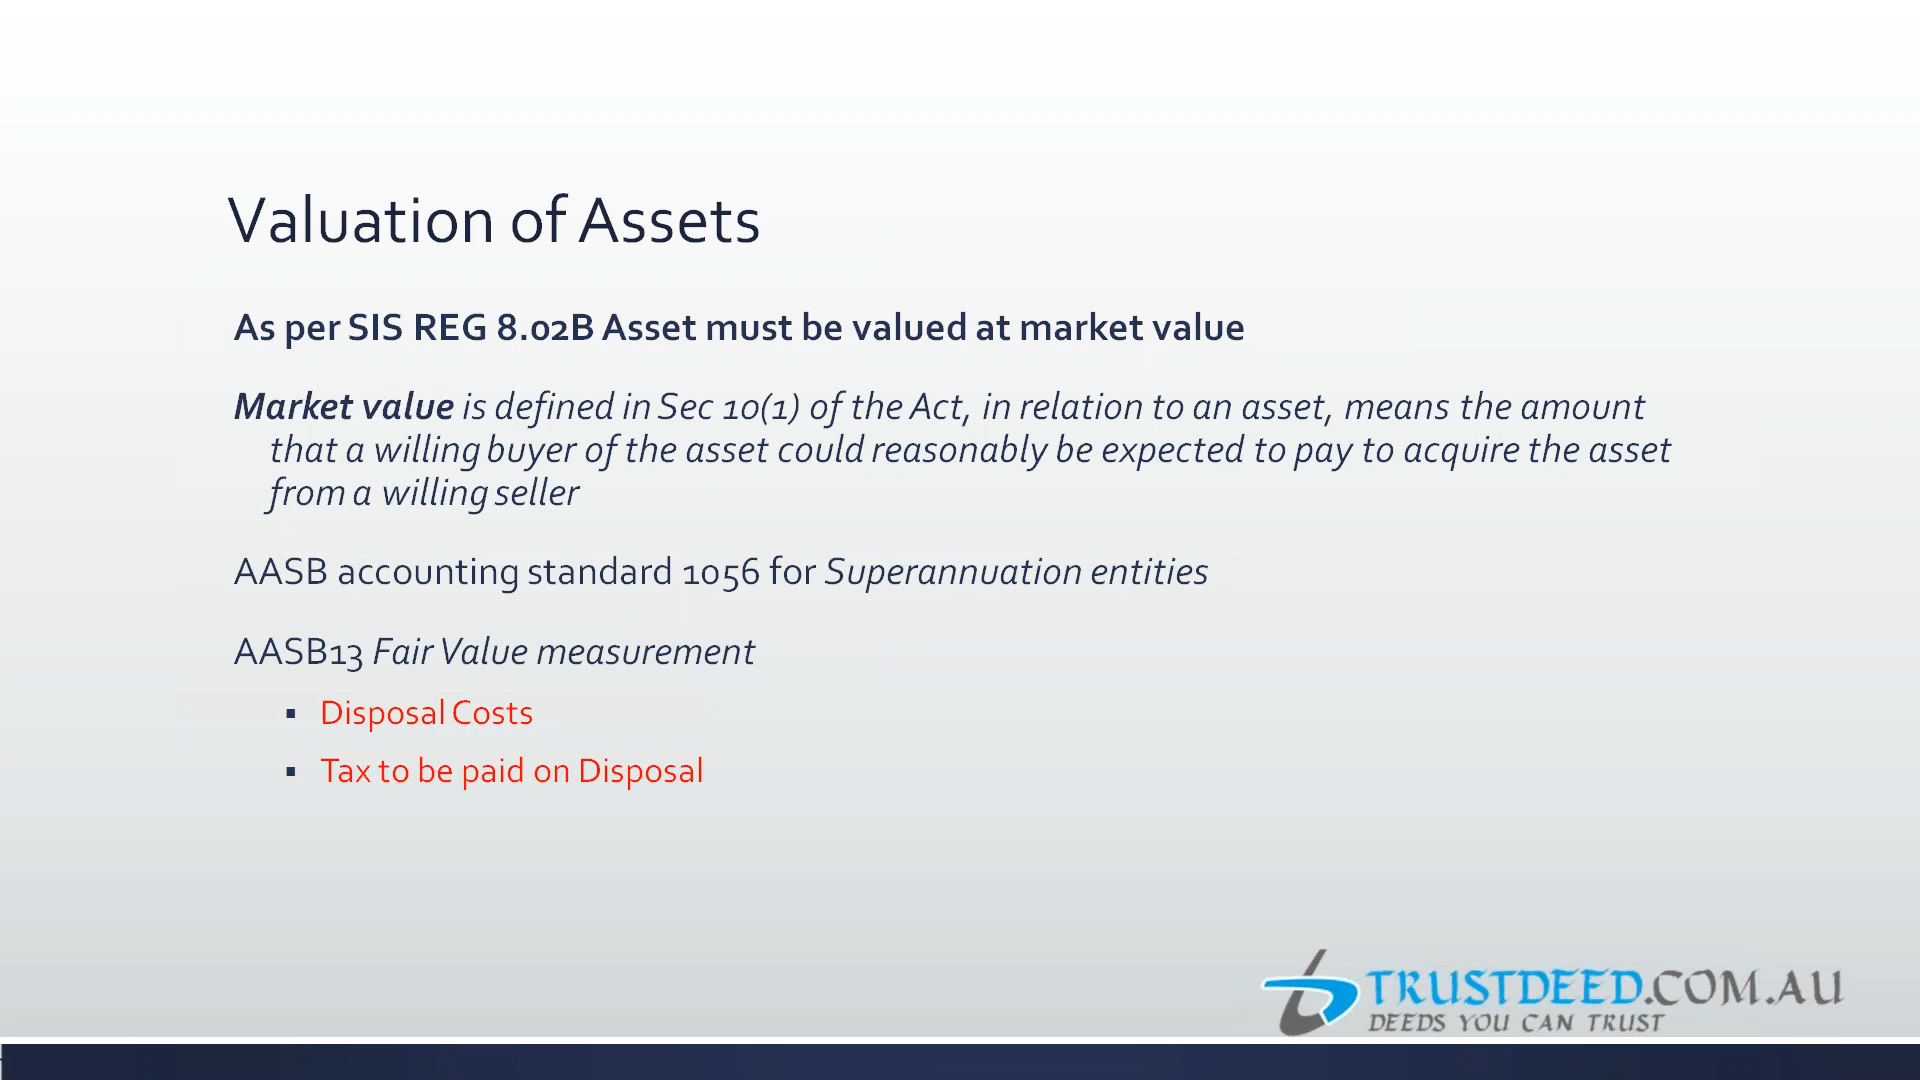 Valuation of Assets
As per SIS REG 8.02B Asset must be valued at market value
Market value is defined in Sec 10(1) of the Act, in relation to an asset, means the amount
that a willing buyer of the asset could reasonably be expected to pay to acquire the asset
from a willing seller
AASB accounting standard 1056 for Superannuation entities
AASB13 Fair Value measurement
▪ Disposal Costs
▪ Tax to be paid on Disposal
TRUSTDEED.COM.AU
DEEDS YOU CAN TRUST